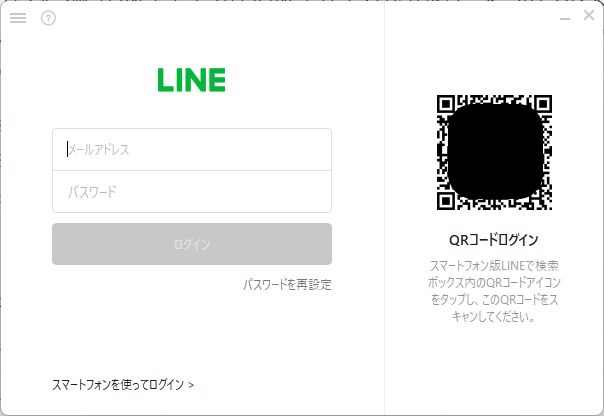 LINE
メールアドレス
パスワード
ログイン
パスワードを再設定
スマートフォンを使ってログイン >
QRコードログイン
スマートフォン版LINEで検索
ボックス内のQRコードアイコン
をタップし、このQRコードをス
キャンしてください。